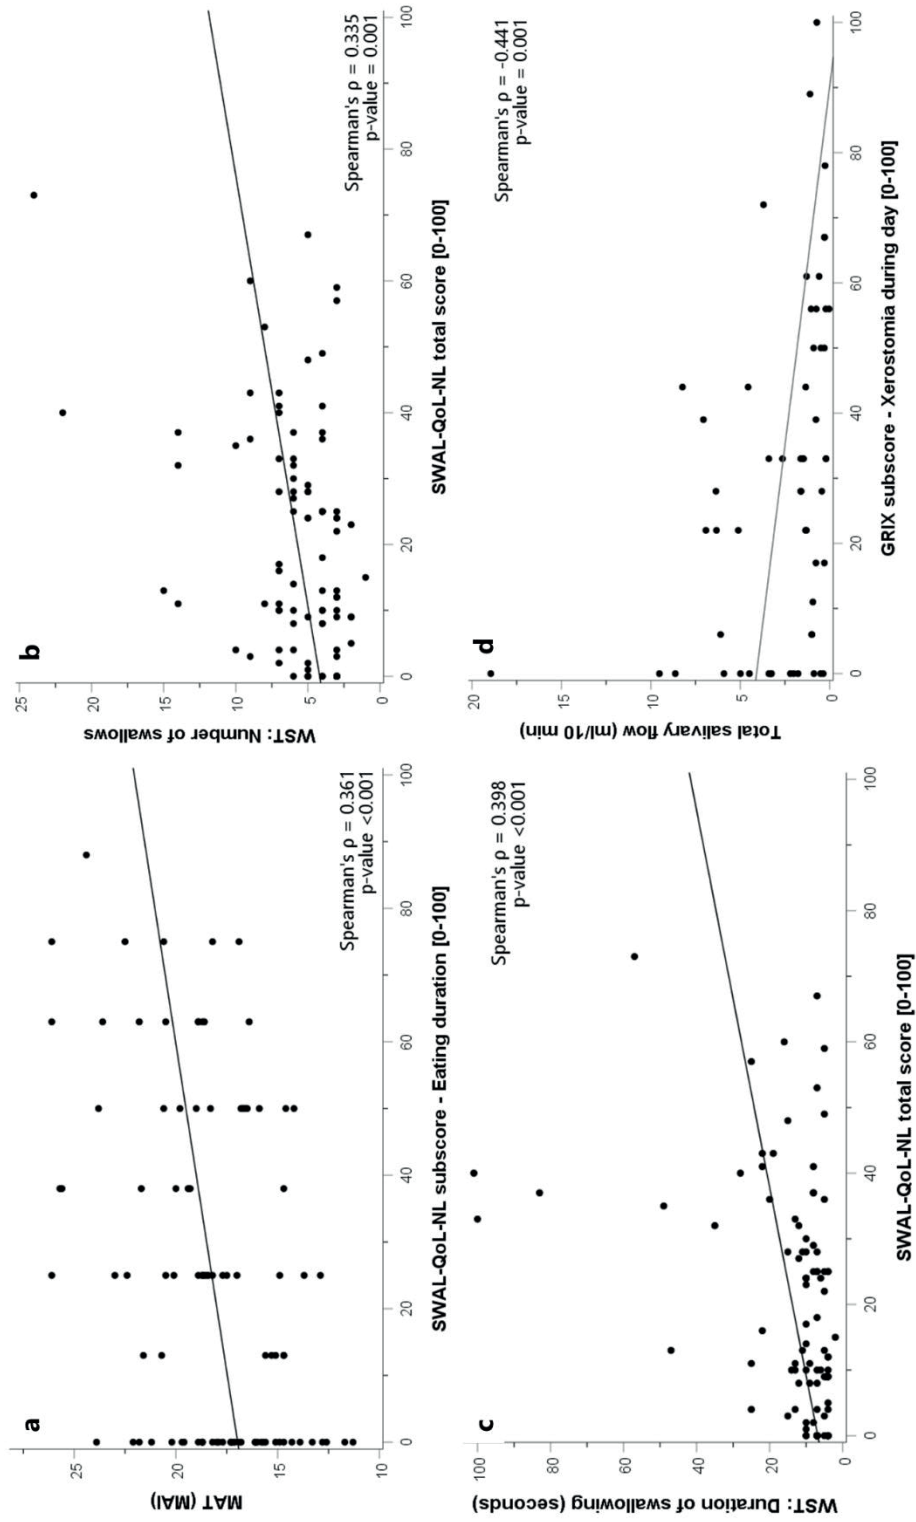 a
MAT (MAI)
25
20
15
10
0
20
40
60
80
100
SWAL-QoL-NL subscore - Eating duration [0-100]
Spearman's ρ = 0.361
p-value <0.001
b
WST: Number of swallows
25
20
15
10
5
0
0
20
40
60
80
100
SWAL-QoL-NL total score [0-100]
Spearman's ρ = 0.335
p-value = 0.001
c
WST: Duration of swallowing (seconds)
100
80
60
40
20
0
0
20
40
60
80
100
SWAL-QoL-NL total score [0-100]
Spearman's ρ = 0.398
p-value <0.001
d
Total salivary flow (ml/10 min)
20
15
10
5
0
0
20
40
60
80
100
GRIX subscore - Xerostomia during day [0-100]
Spearman's ρ = -0.441
p-value = 0.001